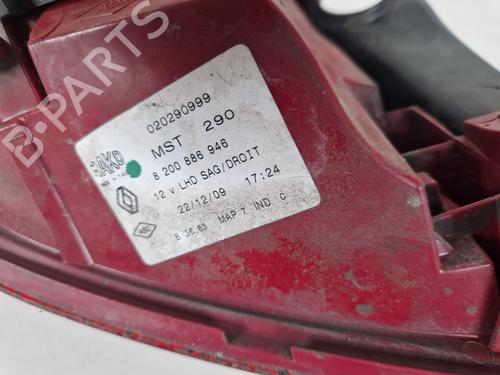 020290999
MAKO
MST 290
8 200 886 946
12 V LHD SAG/DROIT
22/12/09 17:24
MAP 7 IND C
B-PARTS